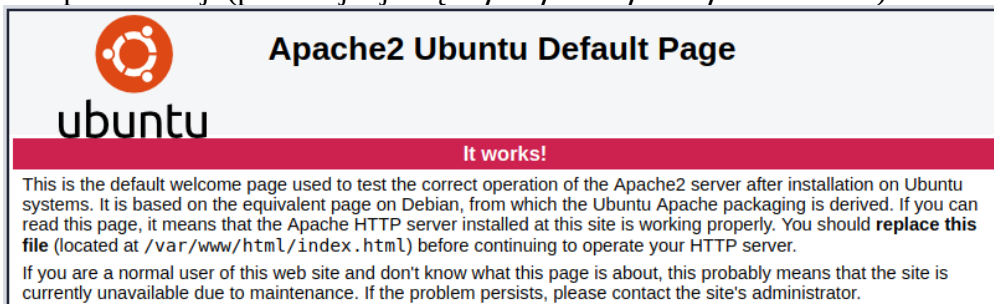 Apache2 Ubuntu Default Page
ubuntu
It works!
This is the default welcome page used to test the correct operation of the Apache2 server after installation on Ubuntu
systems. It is based on the equivalent page on Debian, from which the Ubuntu Apache packaging is derived. If you can
read this page, it means that the Apache HTTP server installed at this site is working properly. You should replace this
file (located at /var/www/html/index.html) before continuing to operate your HTTP server.
If you are a normal user of this web site and don't know what this page is about, this probably means that the site is
currently unavailable due to maintenance. If the problem persists, please contact the site's administrator.